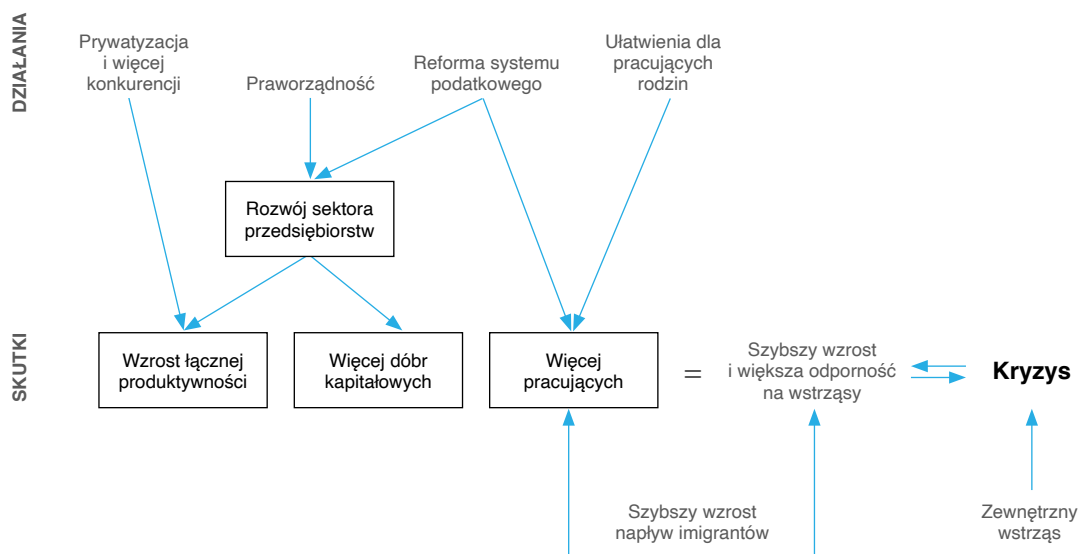 DZIAŁANIA
Prywatyzacja
i więcej
konkurencji
Praworządność
Reforma systemu
podatkowego
Ułatwienia dla
pracujących
rodzin
Rozwój sektora
przedsiębiorstw
SKUTKI
Wzrost łącznej
produktywności
Więcej dóbr
kapitałowych
Więcej
pracujących
=
Szybszy wzrost
i większa odporność
na wstrząsy
Kryzys
Szybszy wzrost
napływ imigrantów
Zewnętrzny
wstrząs